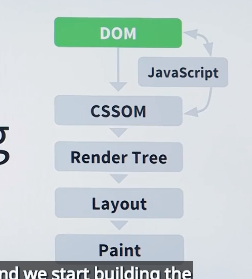 DOM
JavaScript
CSSOM
Render Tree
Layout
Paint
nd we start building the